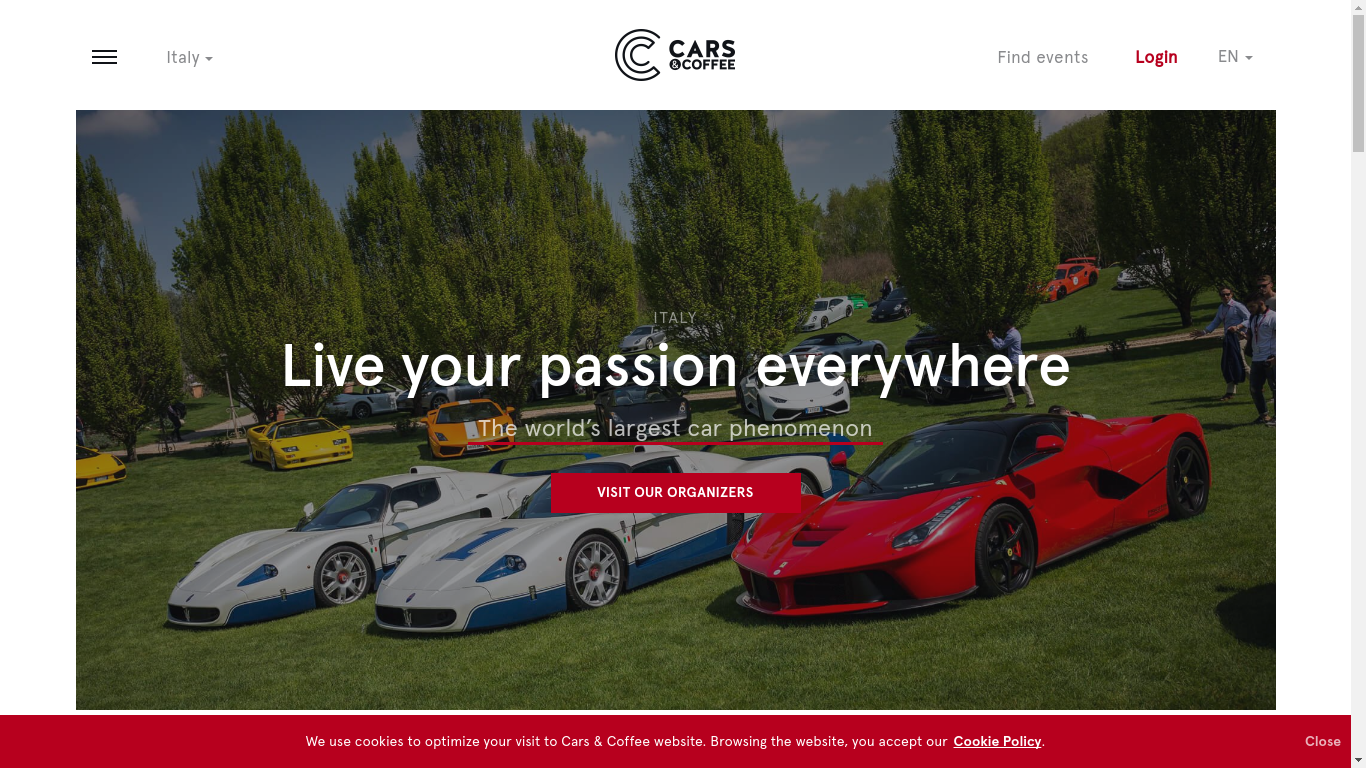 Italy
CARS
&COFFEE
Find events
Login
EN
ITALY
Live your passion everywhere
The world’s largest car phenomenon
VISIT OUR ORGANIZERS
We use cookies to optimize your visit to Cars & Coffee website. Browsing the website, you accept our Cookie Policy.
Close